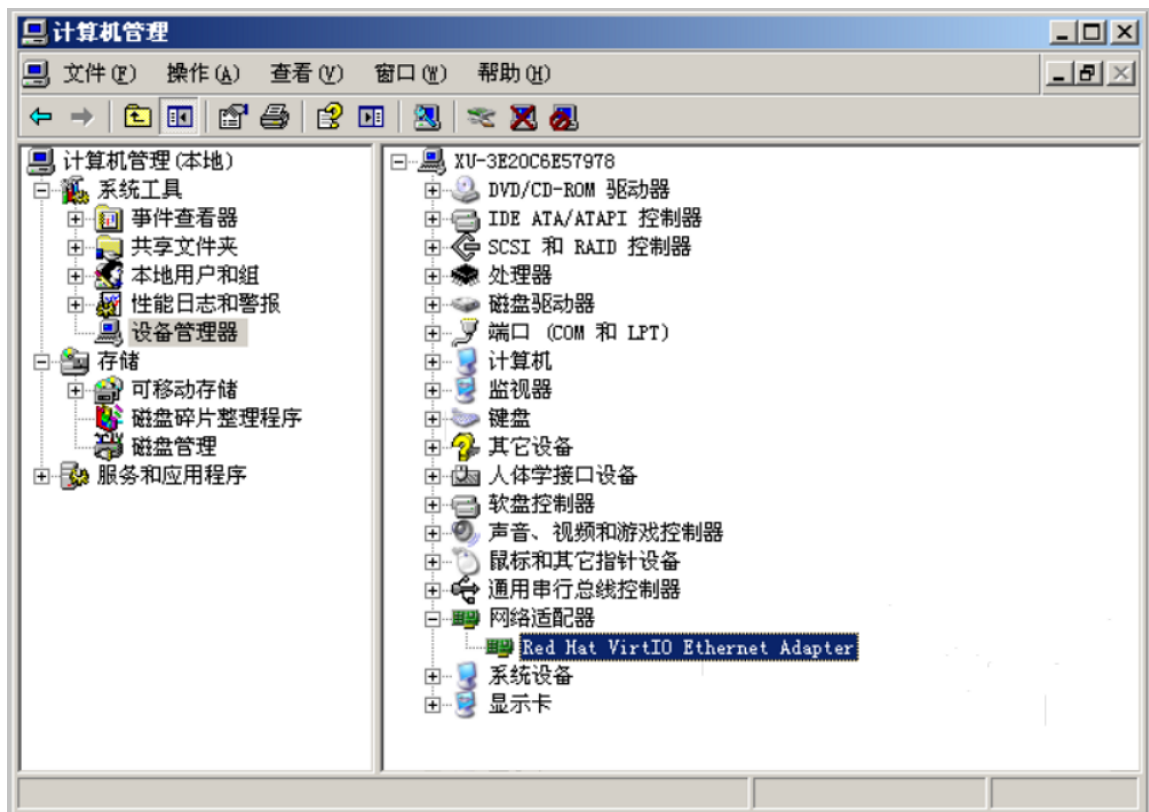 计算机管理
文件(F) 操作(A) 查看(V) 窗口(W) 帮助(H)
计算机管理(本地)
系统工具
事件查看器
共享文件夹
本地用户和组
性能日志和警报
设备管理器
存储
可移动存储
磁盘碎片整理程序
磁盘管理
服务和应用程序
XU-3E20C6E57978
DVD/CD-ROM 驱动器
IDE ATA/ATAPI 控制器
SCSI 和 RAID 控制器
处理器
磁盘驱动器
端口 (COM 和 LPT)
计算机
监视器
键盘
其它设备
人体学接口设备
软盘控制器
声音、视频和游戏控制器
鼠标和其它指针设备
通用串行总线控制器
网络适配器
Red Hat VirtIO Ethernet Adapter
系统设备
显示卡